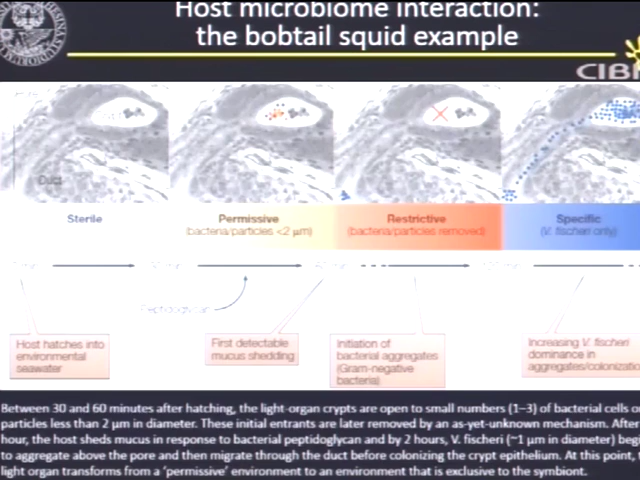 Host microbiome interaction:
the bobtail squid example
CIBI
Duct
Sterile
Permissive
(bacteria/particles <2 μm)
Restrictive
(bacteria/particles removed)
Specific
(V. fischeri only)
Peptidoglycan
Host hatches into
environmental
seawater
First detectable
mucus shedding
Initiation of
bacterial aggregates
(Gram-negative
bacteria)
Increasing V. fischeri
dominance in
aggregates/colonizatio
Between 30 and 60 minutes after hatching, the light-organ crypts are open to small numbers (1–3) of bacterial cells o
particles less than 2 μm in diameter. These initial entrants are later removed by an as-yet-unknown mechanism. After
hour, the host sheds mucus in response to bacterial peptidoglycan and by 2 hours, V. fischeri (~1 μm in diameter) begi
to aggregate above the pore and then migrate through the duct before colonizing the crypt epithelium. At this point,
light organ transforms from a 'permissive' environment to an environment that is exclusive to the symbiont.